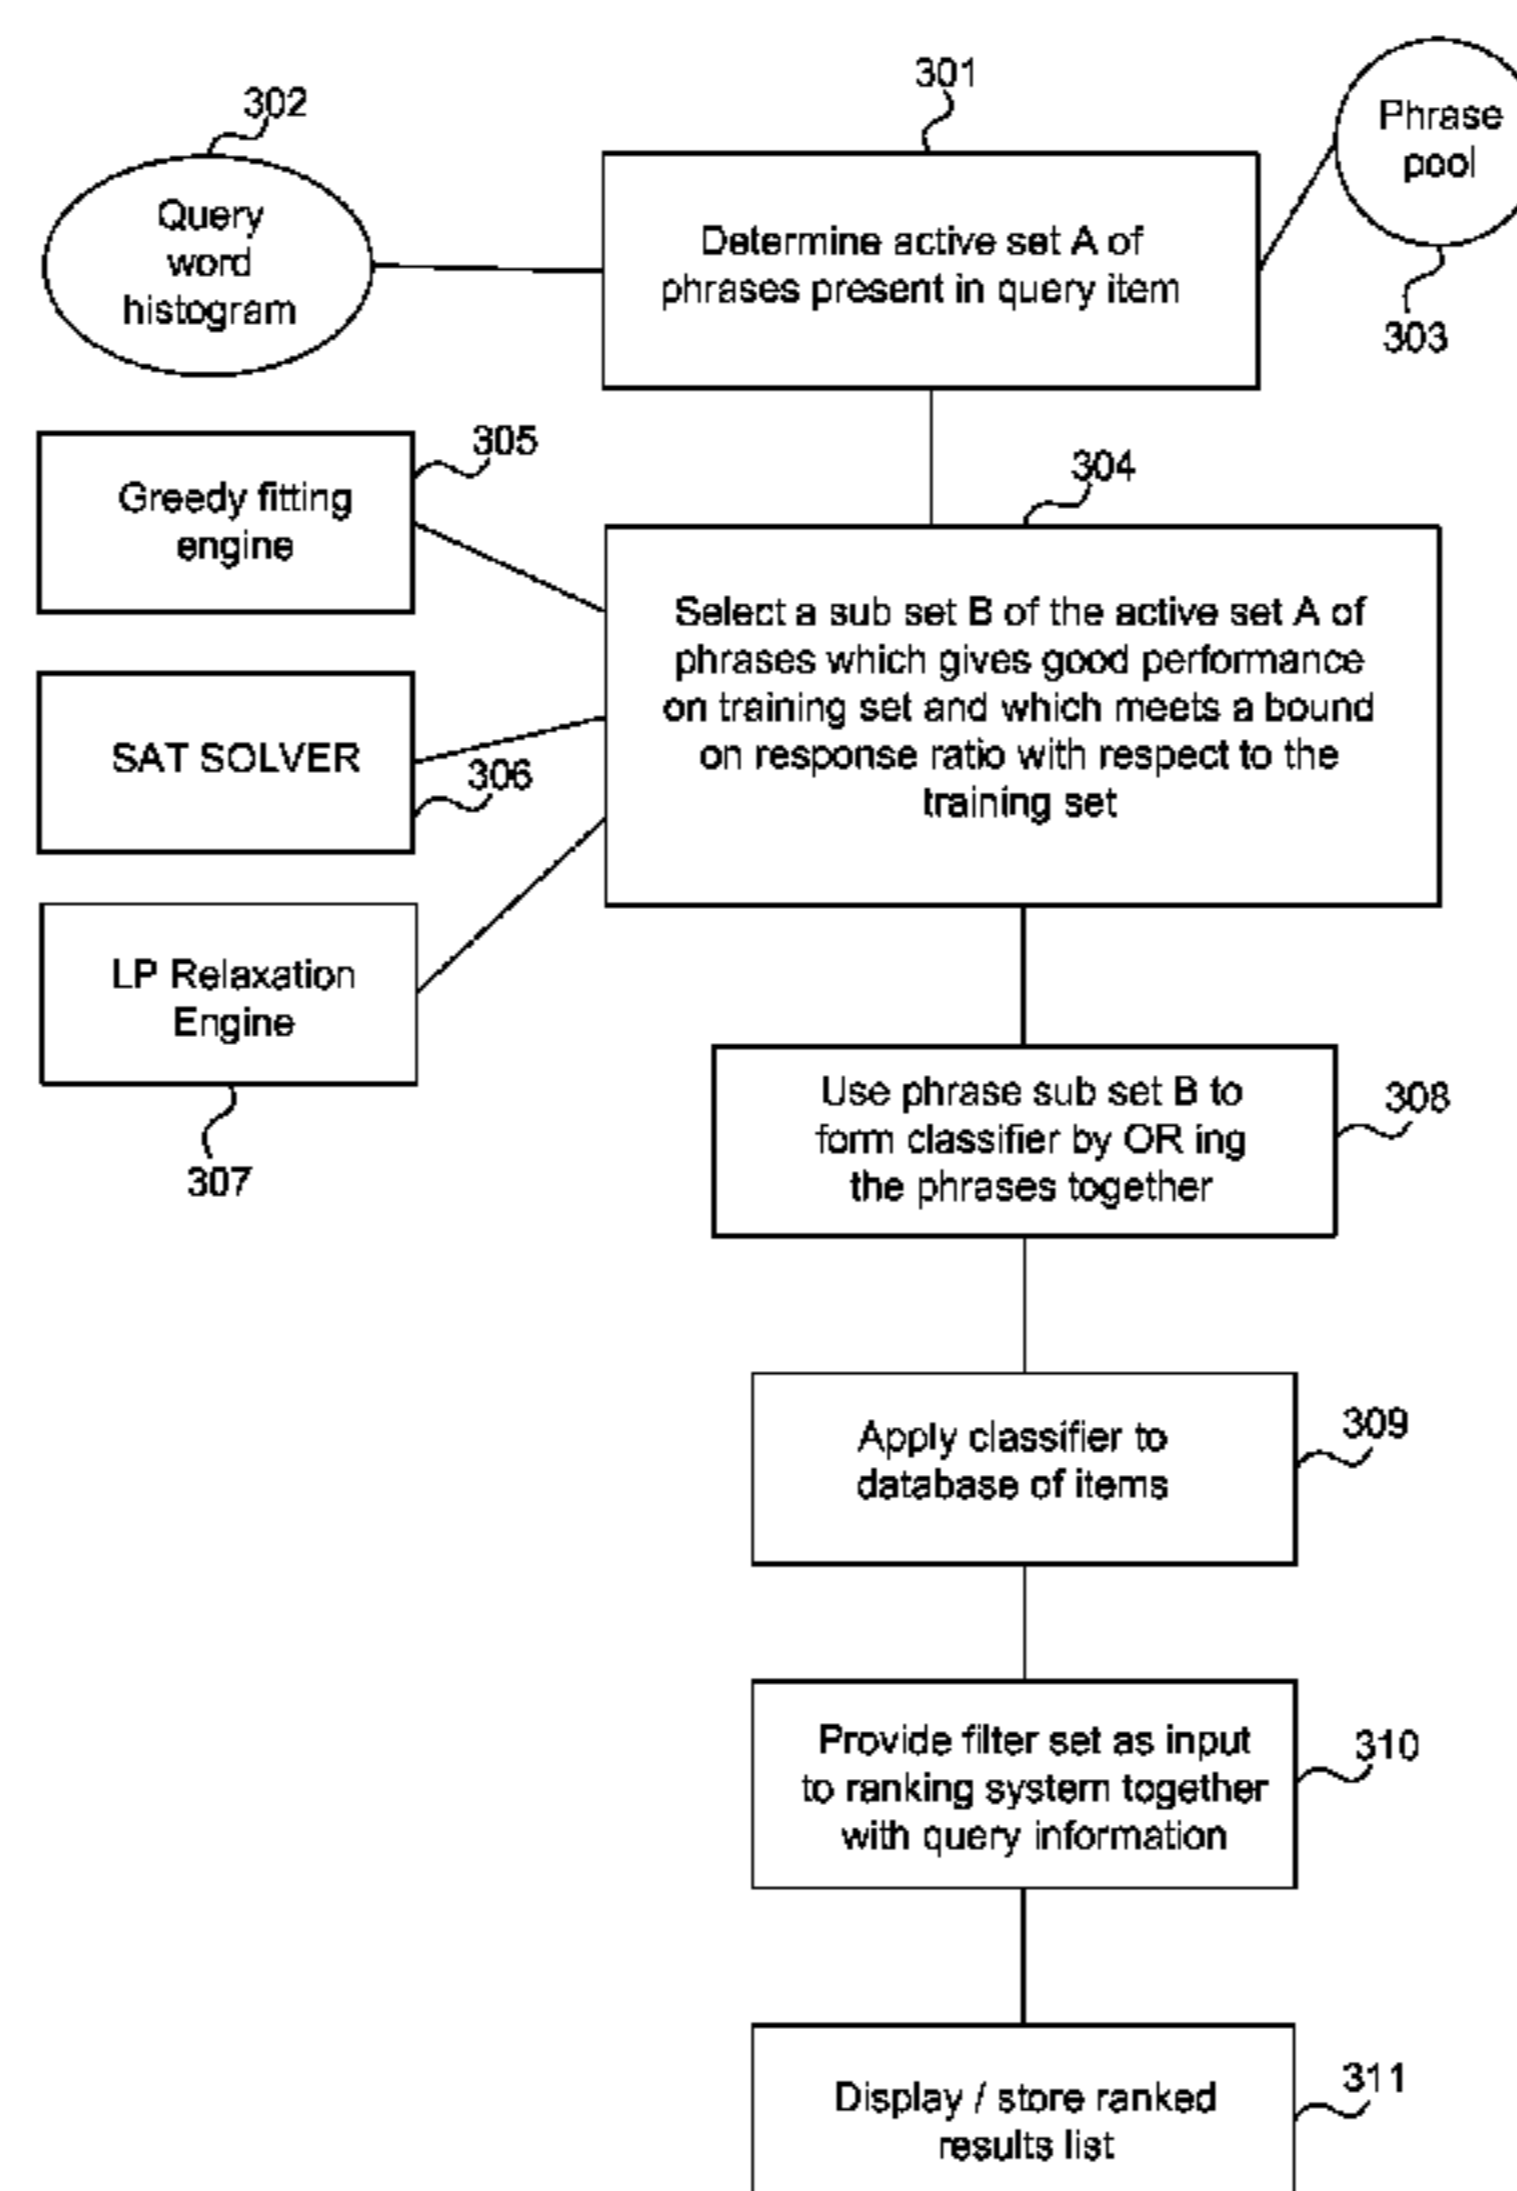 302
301
Query
word
histogram
Determine active set A of
phrases present in query item
Phrase
pool
303
305
Greedy fitting
engine
304
Select a sub set B of the active set A of
phrases which gives good performance
on training set and which meets a bound
on response ratio with respect to the
training set
SAT SOLVER
306
LP Relaxation
Engine
307
Use phrase sub set B to
form classifier by OR ing
the phrases together
308
Apply classifier to
database of items
309
Provide filter set as input
to ranking system together
with query information
310
Display / store ranked
results list
311